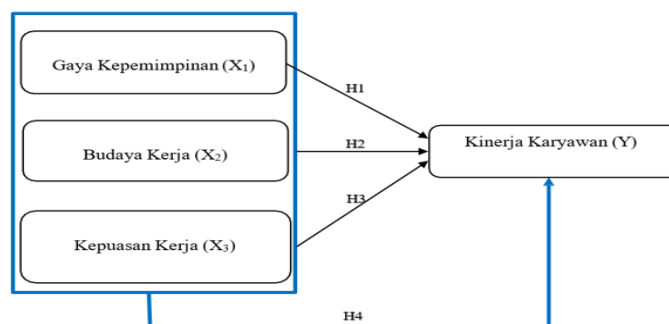 Gaya Kepemimpinan (X₁)
H1
Budaya Kerja (X₂)
H2
Kinerja Karyawan (Y)
H3
Kepuasan Kerja (X₃)
H4